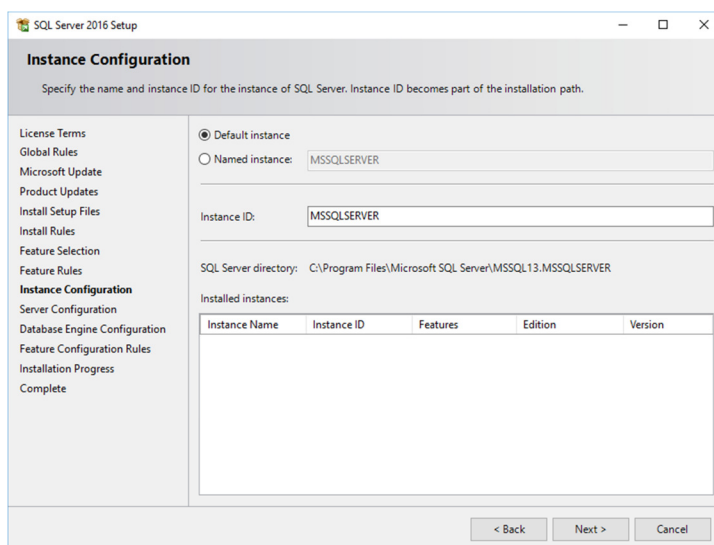 SQL Server 2016 Setup
Instance Configuration
Specify the name and instance ID for the instance of SQL Server. Instance ID becomes part of the installation path.
License Terms
Global Rules
Microsoft Update
Product Updates
Install Setup Files
Install Rules
Feature Selection
Feature Rules
Instance Configuration
Server Configuration
Database Engine Configuration
Feature Configuration Rules
Installation Progress
Complete
Default instance
Named instance: MSSQLSERVER
Instance ID: MSSQLSERVER
SQL Server directory: C:\Program Files\Microsoft SQL Server\MSSQL13.MSSQLSERVER
Installed instances:
Instance Name Instance ID Features Edition Version
< Back Next > Cancel